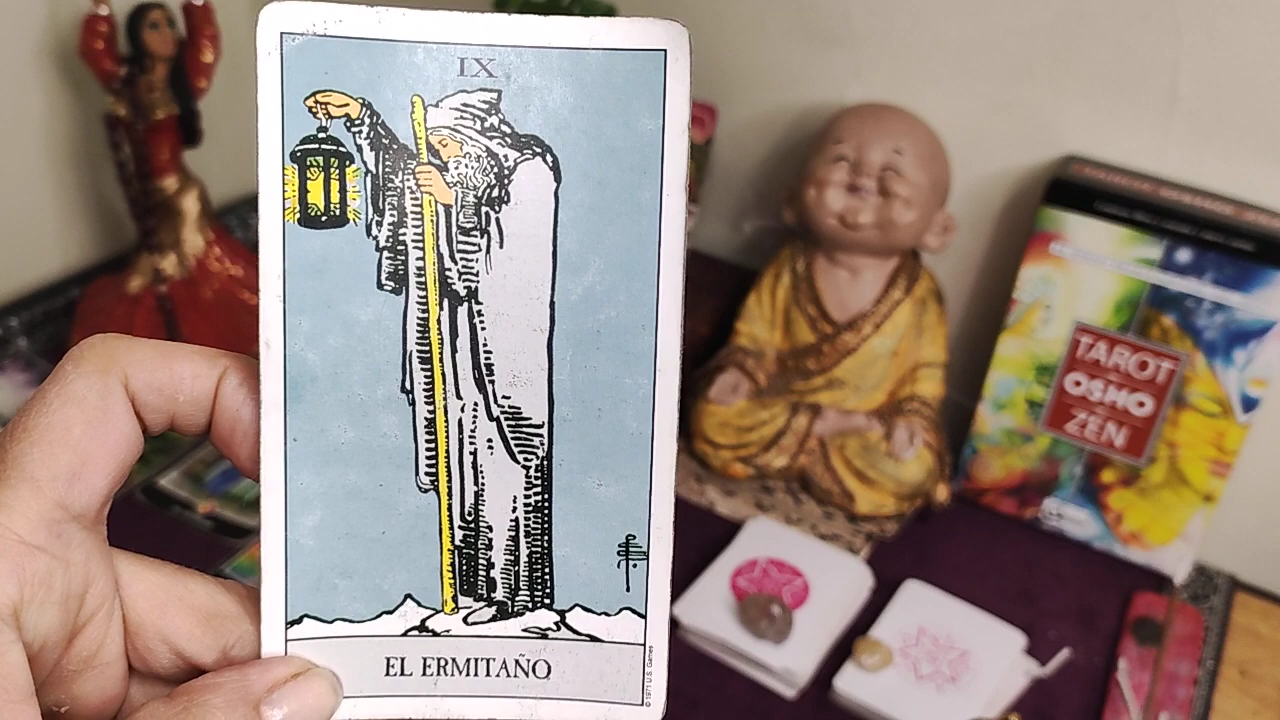 IX
EL ERMITAÑO
©1971 U.S. Games
TAROT
OSHO
ZEN